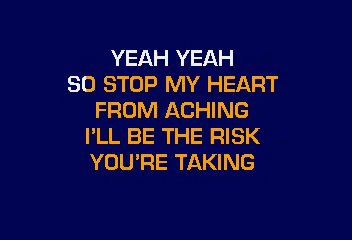 YEAH YEAH
SO STOP MY HEART
FROM ACHING
I'LL BE THE RISK
YOU'RE TAKING